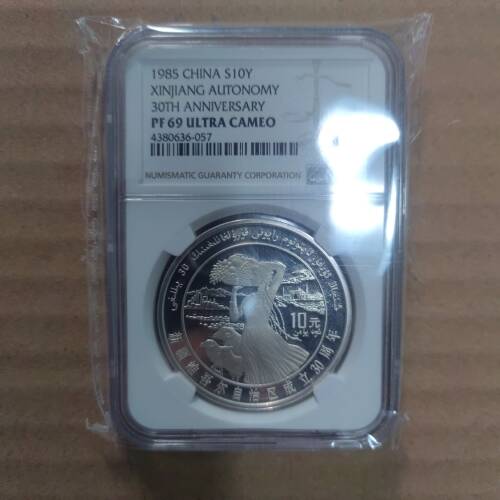 1985 CHINA S10Y
XINJIANG AUTONOMY
30TH ANNIVERSARY
PF 69 ULTRA CAMEO
4380636-057
NUMISMATIC GUARANTY CORPORATION
10元
新疆维吾尔自治区成立30周年